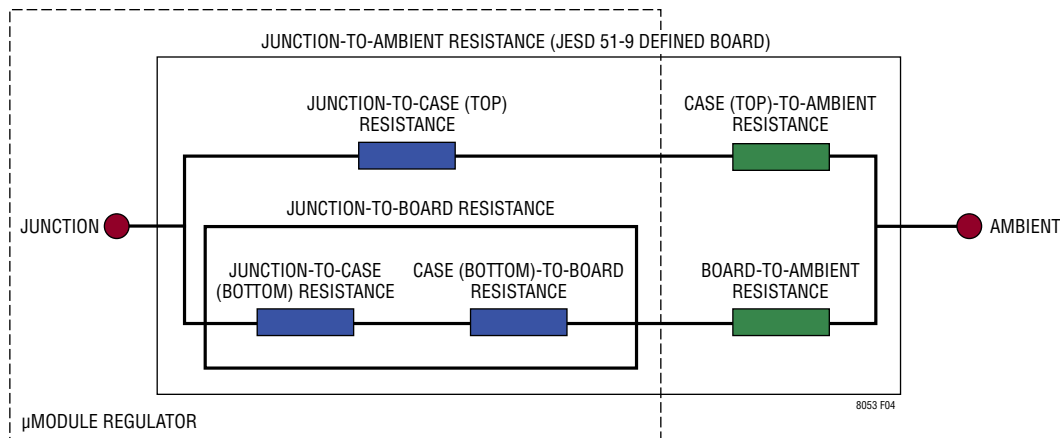 JUNCTION-TO-AMBIENT RESISTANCE (JESD 51-9 DEFINED BOARD)
JUNCTION-TO-CASE (TOP)
RESISTANCE
CASE (TOP)-TO-AMBIENT
RESISTANCE
JUNCTION
JUNCTION-TO-BOARD RESISTANCE
AMBIENT
JUNCTION-TO-CASE
(BOTTOM) RESISTANCE
CASE (BOTTOM)-TO-BOARD
RESISTANCE
BOARD-TO-AMBIENT
RESISTANCE
8053 F04
µMODULE REGULATOR